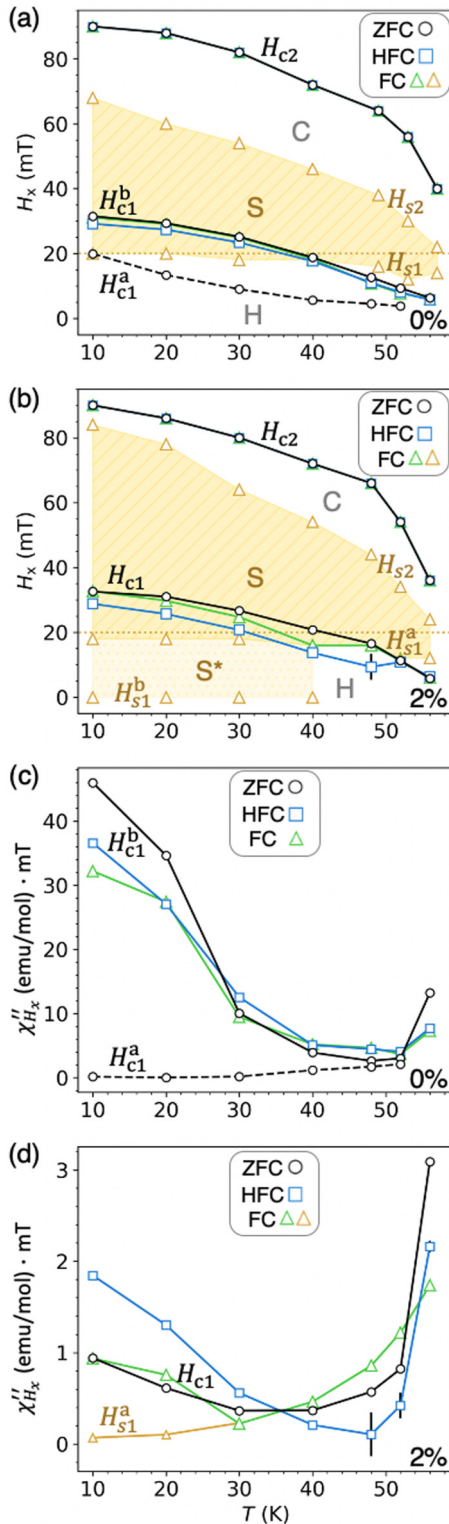 (a)
ZFC
HFC
FC
H_c2
C
S
H_s2
H_c1^b
H_s1
H_c1^a
H
0%
H_x (mT)
80
60
40
20
0
10 20 30 40 50
(b)
ZFC
HFC
FC
H_c2
C
S
H_s2
H_c1
H_s1^a
S*
H_s1^b
H
2%
H_x (mT)
80
60
40
20
0
10 20 30 40 50
(c)
ZFC
HFC
FC
H_c1^b
H_c1^a
0%
χ''_Hx (emu/mol) · mT
40
30
20
10
0
10 20 30 40 50
(d)
ZFC
HFC
FC
H_c1
H_s1^a
2%
χ''_Hx (emu/mol) · mT
3
2
1
0
10 20 30 40 50
T (K)